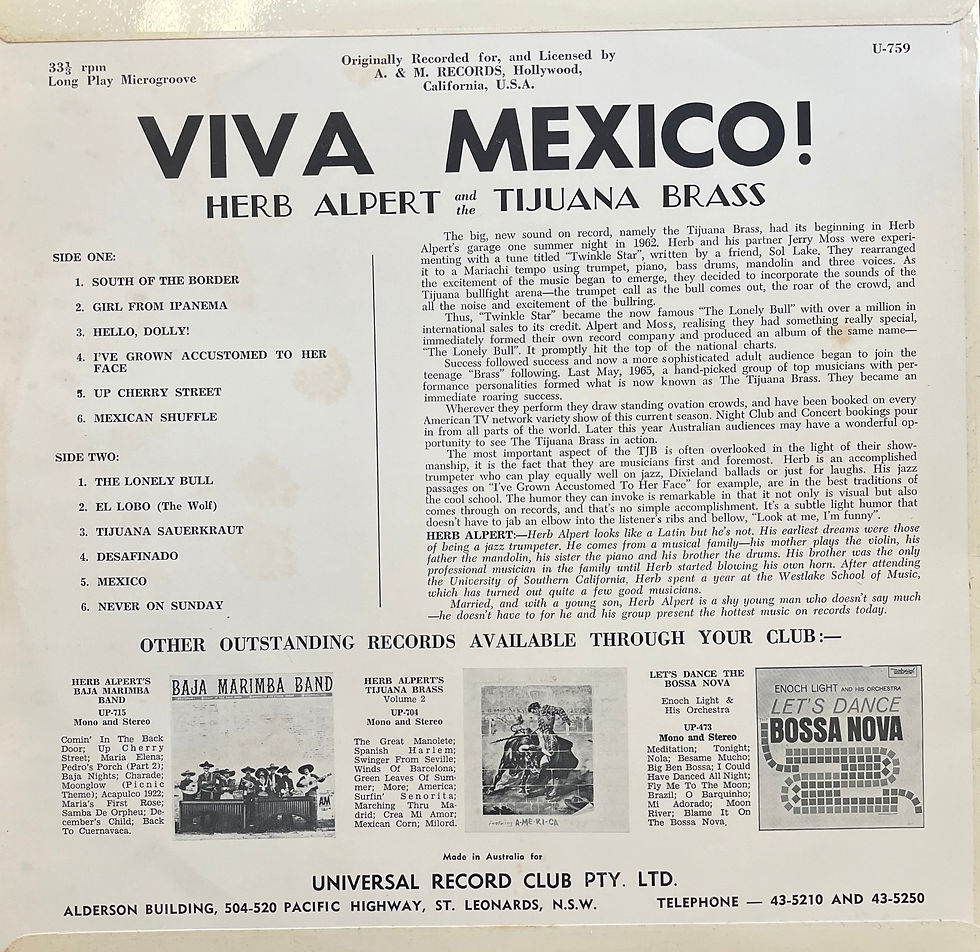 33⅓ rpm
Long Play Microgroove
Originally Recorded for, and Licensed by
A. & M. RECORDS, Hollywood,
California, U.S.A.
U-759
VIVA MEXICO!
HERB ALPERT and the TIJUANA BRASS
SIDE ONE:
1. SOUTH OF THE BORDER
2. GIRL FROM IPANEMA
3. HELLO, DOLLY!
4. I'VE GROWN ACCUSTOMED TO HER
FACE
5. UP CHERRY STREET
6. MEXICAN SHUFFLE
SIDE TWO:
1. THE LONELY BULL
2. EL LOBO (The Wolf)
3. TIJUANA SAUERKRAUT
4. DESAFINADO
5. MEXICO
6. NEVER ON SUNDAY
The big, new sound on record, namely the Tijuana Brass, had its beginning in Herb
Alpert's garage one summer night in 1962. Herb and his partner Jerry Moss were experi-
menting with a tune titled "Twinkle Star", written by a friend, Sol Lake. They rearranged
it to a Mariachi tempo using trumpet, piano, bass drums, mandolin and three voices. As
the excitement of the music began to emerge, they decided to incorporate the sounds of the
Tijuana bullfight arena—the trumpet call as the bull comes out, the roar of the crowd, and
all the noise and excitement of the bullring.
Thus, "Twinkle Star" became the now famous "The Lonely Bull" with over a million in
international sales to its credit. Alpert and Moss, realising they had something really special,
immediately formed their own record company and produced an album of the same name—
"The Lonely Bull". It promptly hit the top of the national charts.
Success followed success and now a more sophisticated adult audience began to join the
teenage "Brass" following. Last May, 1965, a hand-picked group of top musicians with per-
formance personalities formed what is now known as The Tijuana Brass. They became an
immediate roaring success.
Wherever they perform they draw standing ovation crowds, and have been booked on every
American TV network variety show of this current season. Night Club and Concert bookings pour
in from all parts of the world. Later this year Australian audiences may have a wonderful op-
portunity to see The Tijuana Brass in action.
The most important aspect of the TJB is often overlooked in the light of their show-
manship, it is the fact that they are musicians first and foremost. Herb is an accomplished
trumpeter who can play equally well on jazz, Dixieland ballads or just for laughs. His jazz
passages on "I've Grown Accustomed To Her Face" for example, are in the best traditions of
the cool school. The humor they can invoke is remarkable in that it not only is visual but also
comes through on records, and that's no simple accomplishment. It's a subtle light humor that
doesn't have to jab an elbow into the listener's ribs and bellow, "Look at me, I'm funny".
HERB ALPERT:—Herb Alpert looks like a Latin but he's not. His earliest dreams were those
of being a jazz trumpeter. He comes from a musical family—his mother plays the violin, his
father the mandolin, his sister the piano and his brother the drums. His brother was the only
professional musician in the family until Herb started blowing his own horn. After attending
the University of Southern California, Herb spent a year at the Westlake School of Music,
which has turned out quite a few good musicians.
Married, and with a young son, Herb Alpert is a shy young man who doesn't say much
—he doesn't have to for he and his group present the hottest music on records today.
OTHER OUTSTANDING RECORDS AVAILABLE THROUGH YOUR CLUB:—
HERB ALPERT'S
BAJA MARIMBA
BAND
UP-715
Mono and Stereo
Comin' In The Back
Door; Up Cherry
Street; Maria Elena;
Pedro's Porch (Part 2);
Baja Nights; Charade;
Moonglow (Picnic
Theme); Acapulco 1922;
Maria's First Rose;
Samba De Orpheu; De-
cember's Child; Back
To Cuernavaca.
BAJA MARIMBA BAND
AM
HERB ALPERT'S
TIJUANA BRASS
Volume 2
UP-704
Mono and Stereo
The Great Manolete;
Spanish Harlem;
Swinger From Seville;
Winds Of Barcelona;
Green Leaves Of Sum-
mer; More; America;
Surfin' Senorita;
Marching Thru Ma-
drid; Crea Mi Amor;
Mexican Corn; Milord.
Featuring A-ME-RI-CA
LET'S DANCE THE
BOSSA NOVA
Enoch Light &
His Orchestra
UP-473
Mono and Stereo
Meditation; Tonight;
Nola; Besame Mucho;
Big Ben Bossa; I Could
Have Danced All Night;
Fly Me To The Moon;
Brazil; O Barquinho;
Mi Adorado; Moon
River; Blame It On
The Bossa Nova,
ENOCH LIGHT AND HIS ORCHESTRA
LET'S DANCE
BOSSA NOVA
Made in Australia for
UNIVERSAL RECORD CLUB PTY. LTD.
ALDERSON BUILDING, 504-520 PACIFIC HIGHWAY, ST. LEONARDS, N.S.W.
TELEPHONE — 43-5210 AND 43-5250